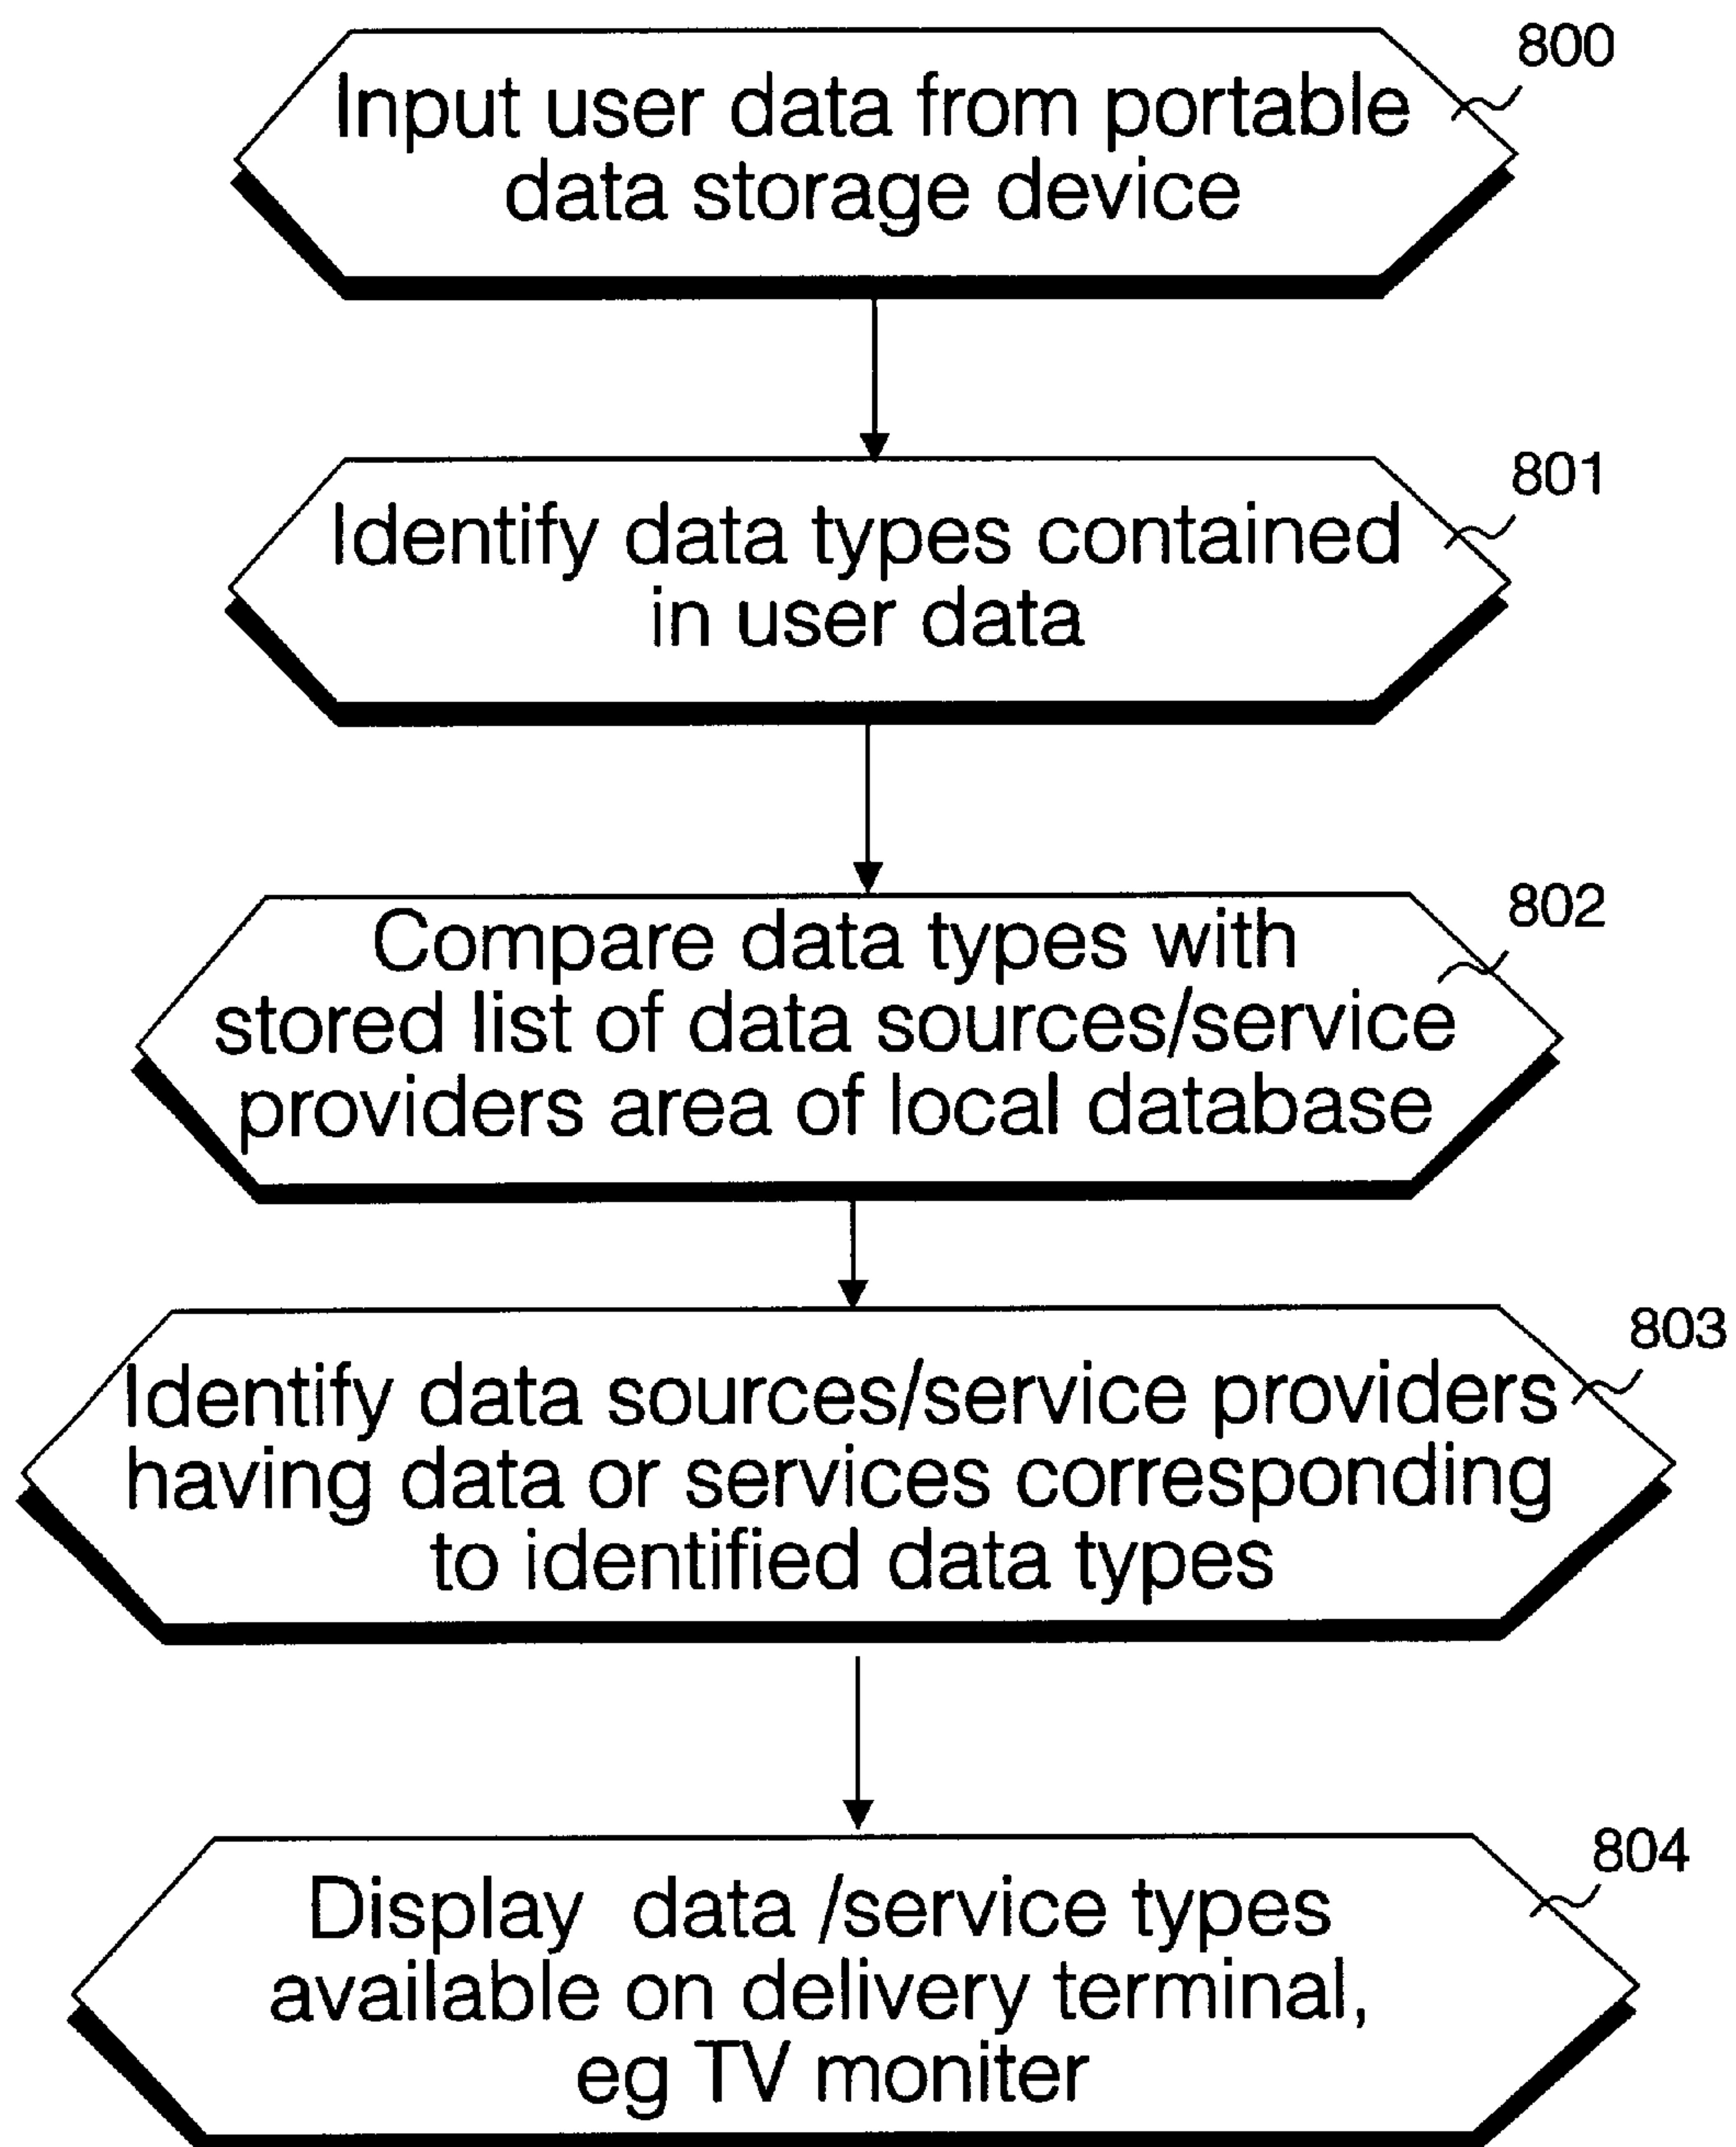 800
Input user data from portable
data storage device
801
Identify data types contained
in user data
802
Compare data types with
stored list of data sources/service
providers area of local database
803
Identify data sources/service providers
having data or services corresponding
to identified data types
804
Display data /service types
available on delivery terminal,
eg TV moniter